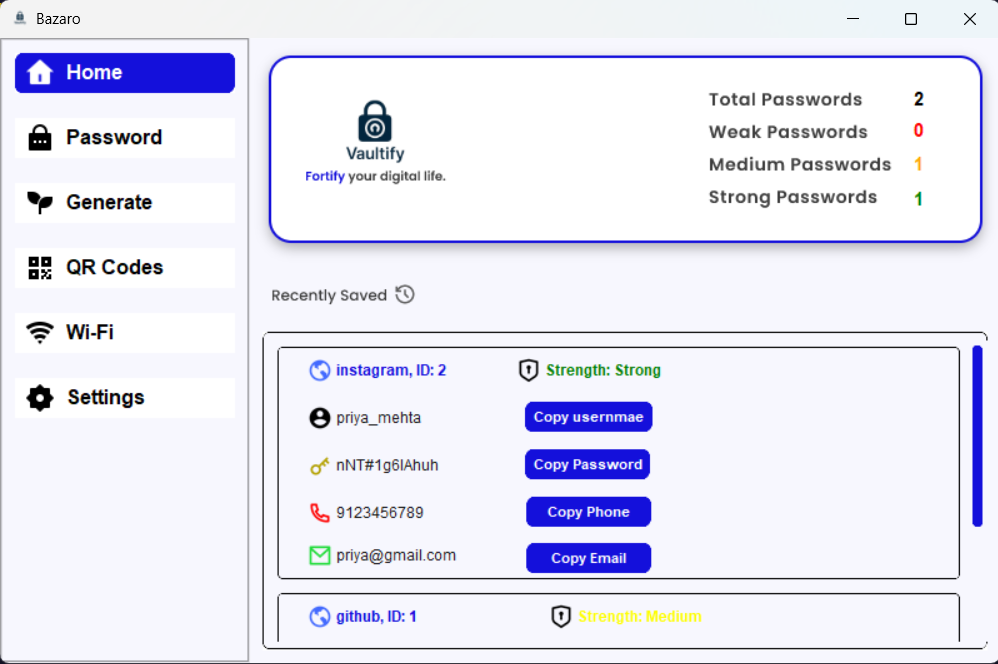 Bazaro
Home
Password
Generate
QR Codes
Wi-Fi
Settings
Vaultify
Fortify your digital life.
Total Passwords 2
Weak Passwords 0
Medium Passwords 1
Strong Passwords 1
Recently Saved
instagram, ID: 2 Strength: Strong
priya_mehta Copy usernmae
nNT#1g6lAhuh Copy Password
9123456789 Copy Phone
priya@gmail.com Copy Email
github, ID: 1 Strength: Medium